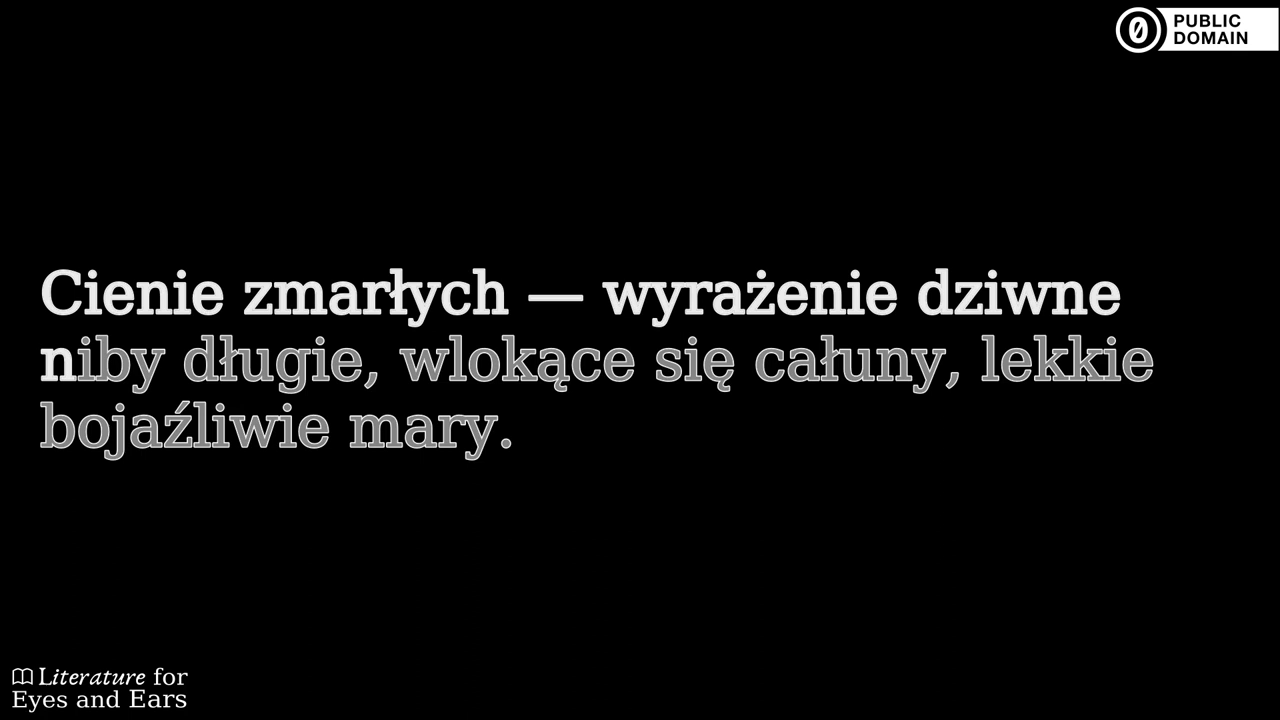 PUBLIC
DOMAIN
Cienie zmarłych — wyrażenie dziwne
niby długie, wlokące się całuny, lekkie
bojaźliwie mary.
Literature for
Eyes and Ears